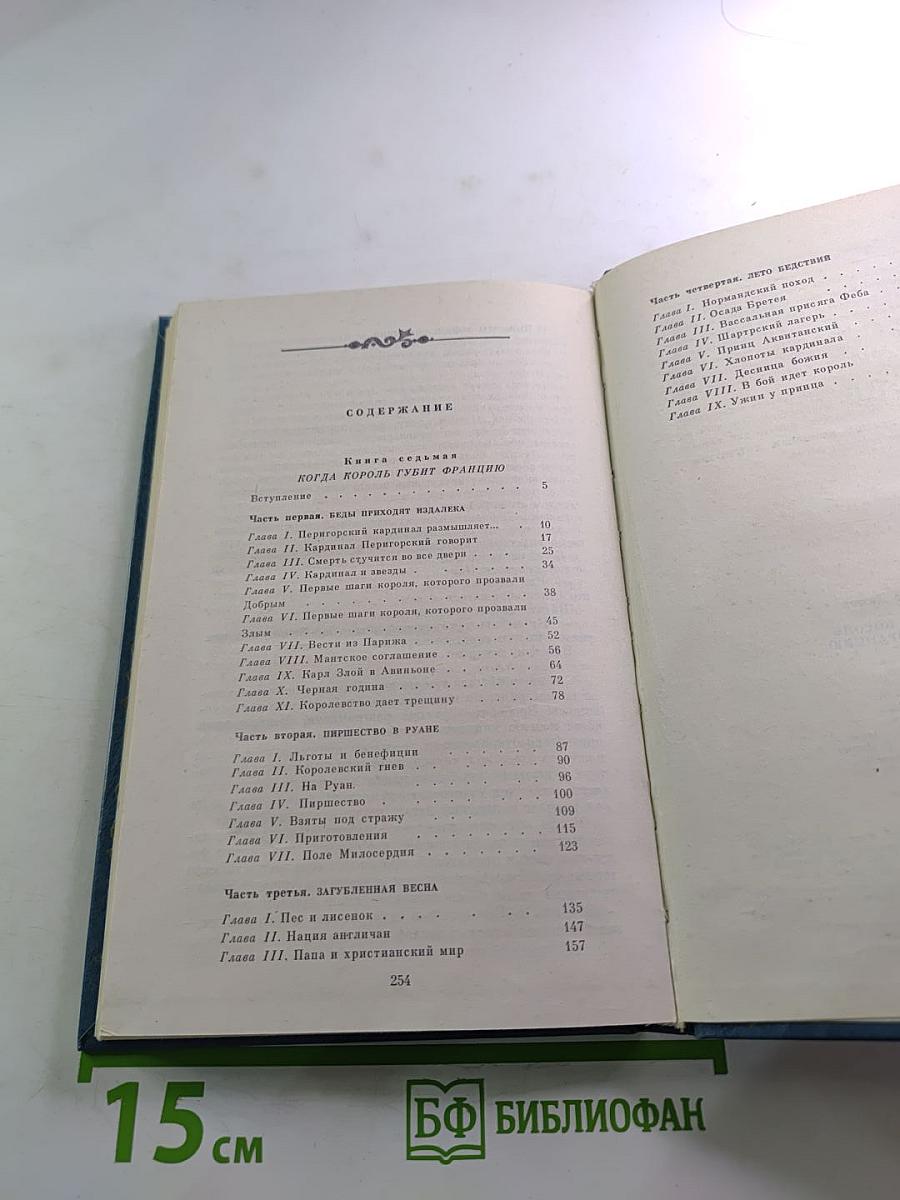 СОДЕРЖАНИЕ
Книга седьмая
КОГДА КОРОЛЬ ГУБИТ ФРАНЦИЮ
Вступление . . . . . . . . . . . . . . 5
Часть первая. БЕДЫ ПРИХОДЯТ ИЗДАЛЕКА
Глава I. Перигорский кардинал размышляет... . 10
Глава II. Кардинал Перигорский говорит 17
Глава III. Смерть стучится во все двери . . . 25
Глава IV. Кардинал и звезды . . . . . . . . 34
Глава V. Первые шаги короля, которого прозвали
Добрым . . . . . . . . . . . . . . 38
Глава VI. Первые шаги короля, которого прозвали
Злым . . . . . . . . . . . . . . . 45
Глава VII. Вести из Парижа . . . . . . . . 52
Глава VIII. Мантское соглашение . . . . . . . 56
Глава IX. Карл Злой в Авиньоне . . . . . . . 64
Глава X. Черная година . . . . . . . . . 72
Глава XI. Королевство дает трещину . . . . . 78
Часть вторая. ПИРШЕСТВО В РУАНЕ
Глава I. Льготы и бенефиции . . . . . . 87
Глава II. Королевский гнев . . . . . . . . 90
Глава III. На Руан. . . . . . . . . 96
Глава IV. Пиршество . . . . . . . . . 100
Глава V. Взяты под стражу . . . 109
Глава VI. Приготовления . . . . . . . . 115
Глава VII. Поле Милосердия . . . . . . . 123
Часть третья. ЗАГУБЛЕННАЯ ВЕСНА
Глава I. Пес и лисенок . . . . . . . . 135
Глава II. Нация англичан 147
Глава III. Папа и христианский мир 157
254
Часть четвертая. ЛЕТО БЕДСТВИЙ
Глава I. Нормандский поход . . . . .
Глава II. Осада Бретея . . . . .
Глава III. Вассальная присяга Феба . .
Глава IV. Шартрский лагерь . . . .
Глава V. Принц Аквитанский . . .
Глава VI. Хлопоты кардинала . . .
Глава VII. Десница божия . . .
Глава VIII. В бой идет король . .
Глава IX. Ужин у принца . . . .
15 см
БФ БИБЛИОФАН